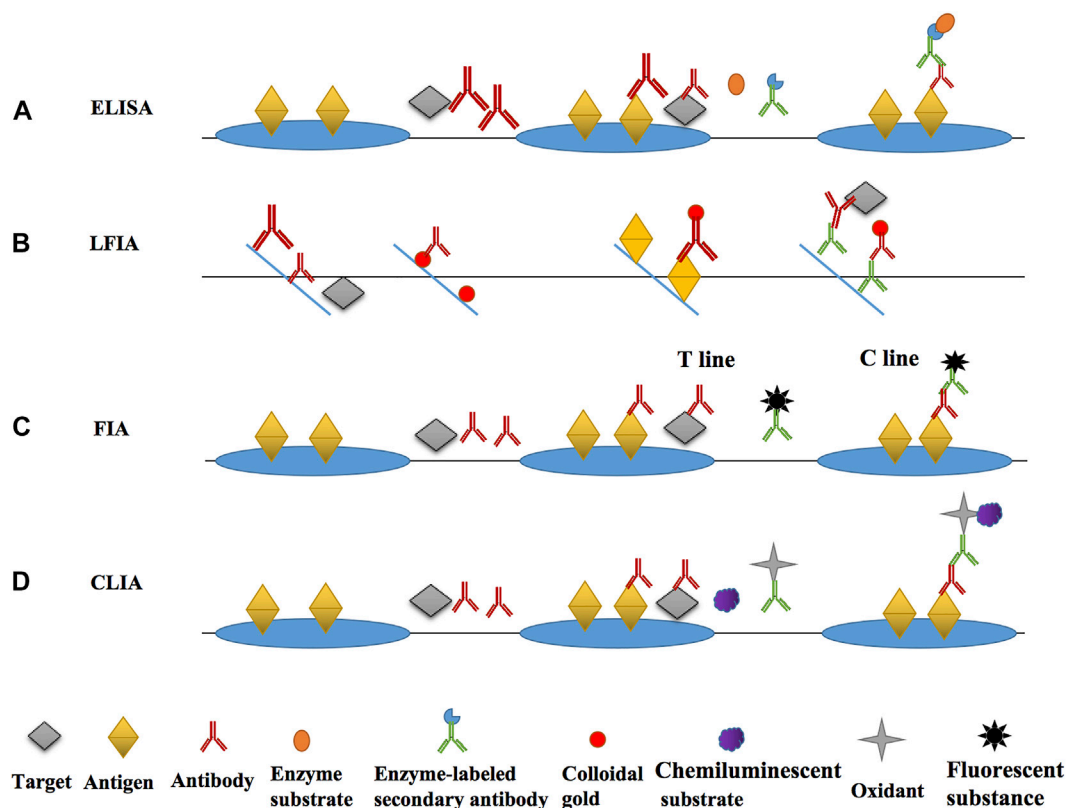 A ELISA
B LFIA
T line C line
C FIA
D CLIA
Target Antigen Antibody Enzyme substrate Enzyme-labeled secondary antibody Colloidal gold Chemiluminescent substrate Oxidant Fluorescent substance